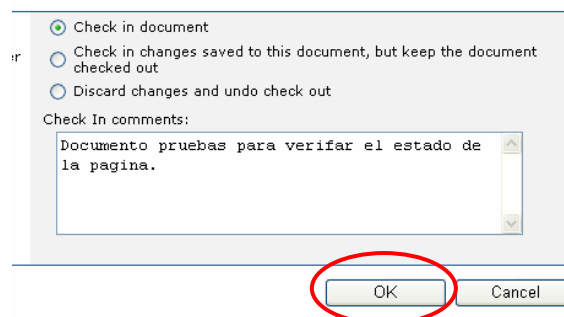 Check in document
er
Check in changes saved to this document, but keep the document
checked out
Discard changes and undo check out
Check In comments:
Documento pruebas para verifar el estado de
la pagina.
OK
Cancel